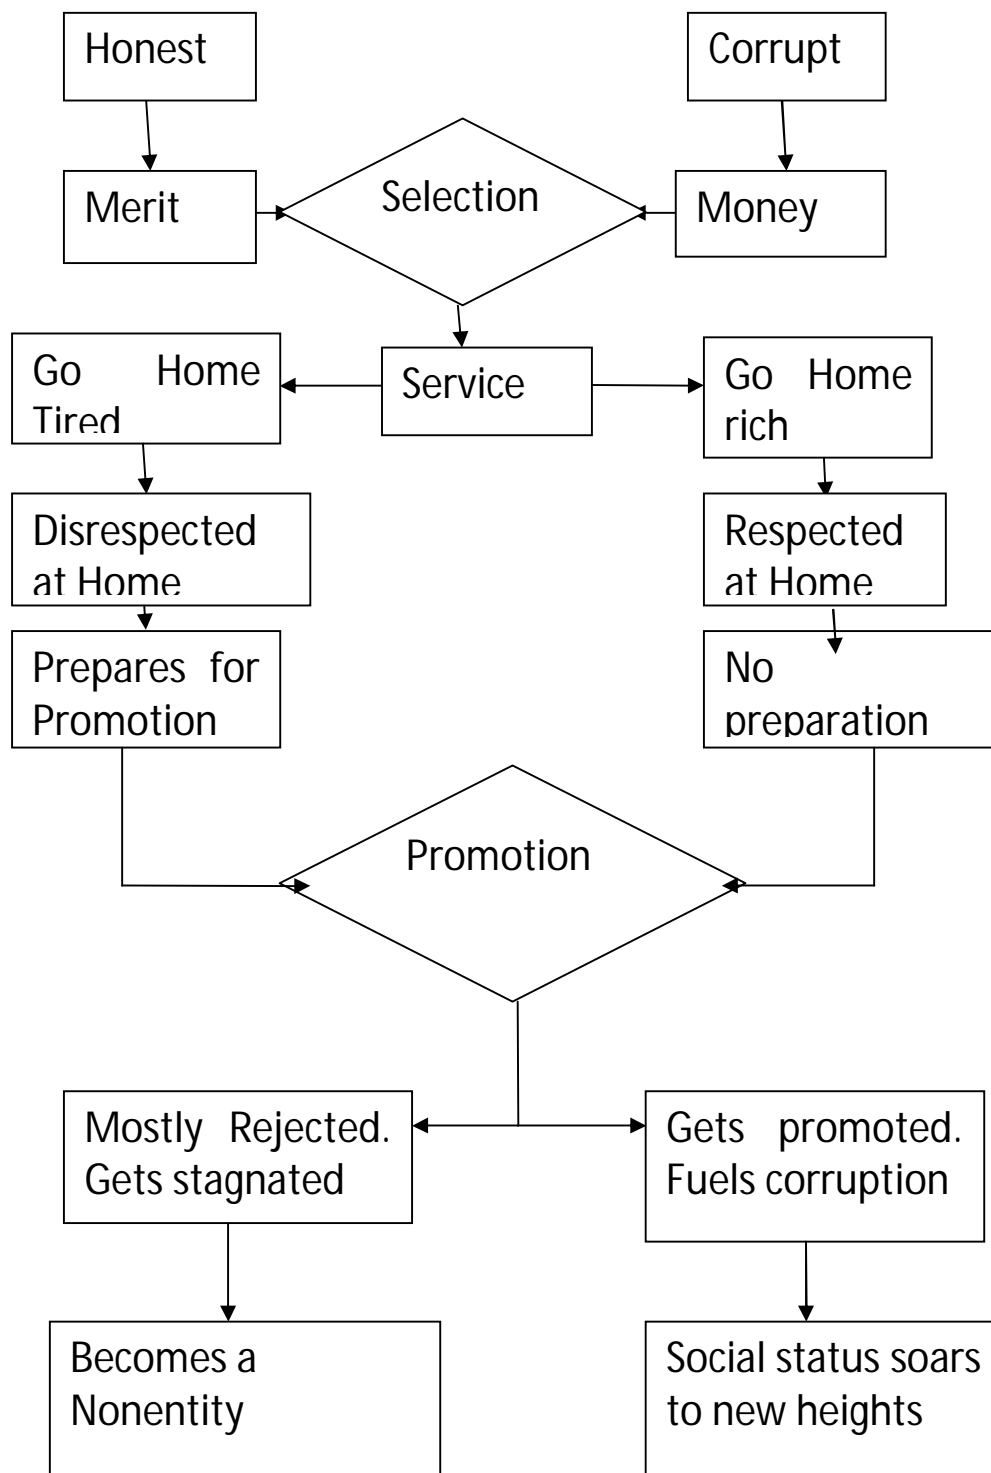 Honest
Corrupt
Merit
Selection
Money
Go Home
Tired
Service
Go Home
rich
Disrespected
at Home
Respected
at Home
Prepares for
Promotion
No
preparation
Promotion
Mostly Rejected.
Gets stagnated
Gets promoted.
Fuels corruption
Becomes a
Nonentity
Social status soars
to new heights